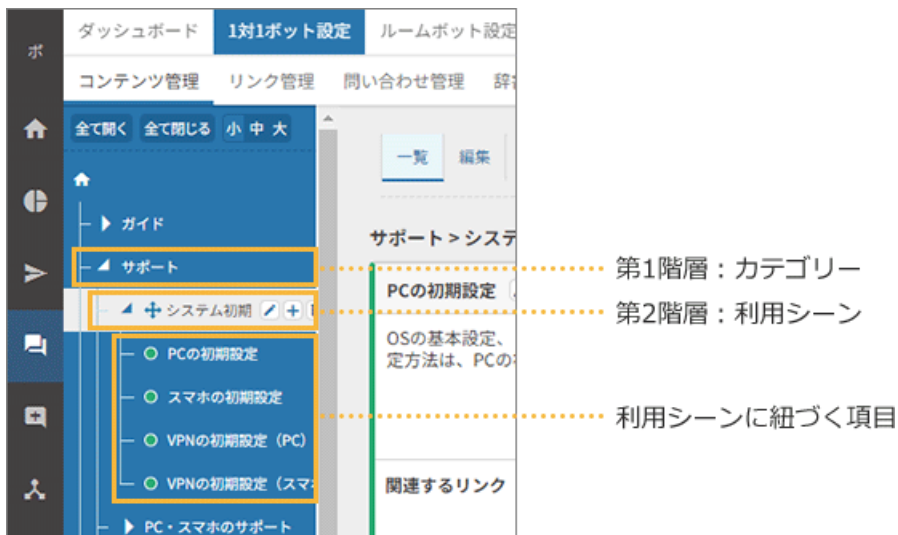 ボ
ダッシュボード 1対1ボット設定 ルームボット設定
コンテンツ管理 リンク管理 問い合わせ管理
全て開く 全て閉じる 小 中 大
一覧 編集
ガイド
サポート > システ
サポート
第1階層：カテゴリー
PCの初期設定
システム初期
第2階層：利用シーン
OSの基本設定、
PCの初期設定
定方法は、PCの
スマホの初期設定
利用シーンに紐づく項目
VPNの初期設定（PC）
VPNの初期設定（スマ
関連するリンク
PC・スマホのサポート